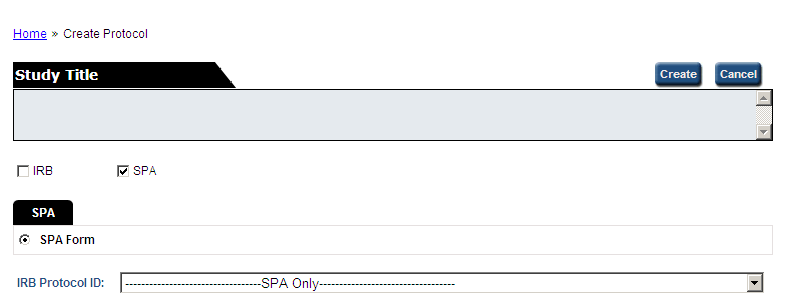 Home » Create Protocol
Study Title
Create Cancel
IRB SPA
SPA
SPA Form
IRB Protocol ID: ----------------------------------SPA Only----------------------------------